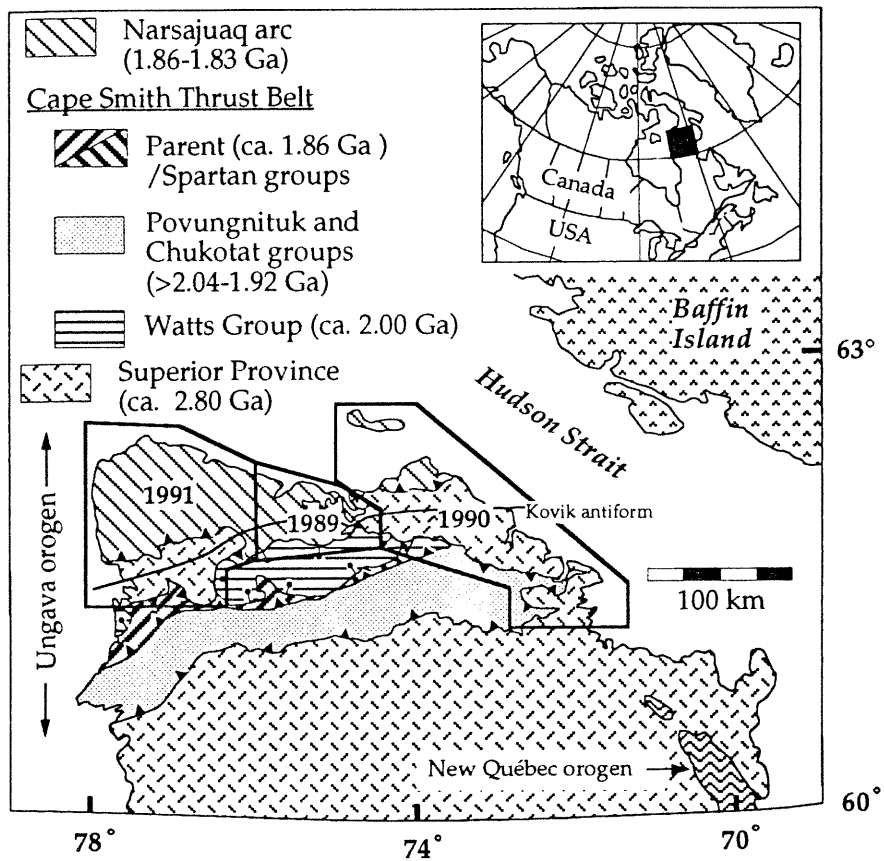 Narsajuaq arc
(1.86-1.83 Ga)
Cape Smith Thrust Belt
Parent (ca. 1.86 Ga )
/Spartan groups
Povungnituk and
Chukotat groups
(>2.04-1.92 Ga)
Watts Group (ca. 2.00 Ga)
Superior Province
(ca. 2.80 Ga)
Canada
USA
Baffin
Island
63°
Hudson Strait
Ungava orogen
1991
1989
1990
Kovik antiform
100 km
New Québec orogen
60°
78°
74°
70°